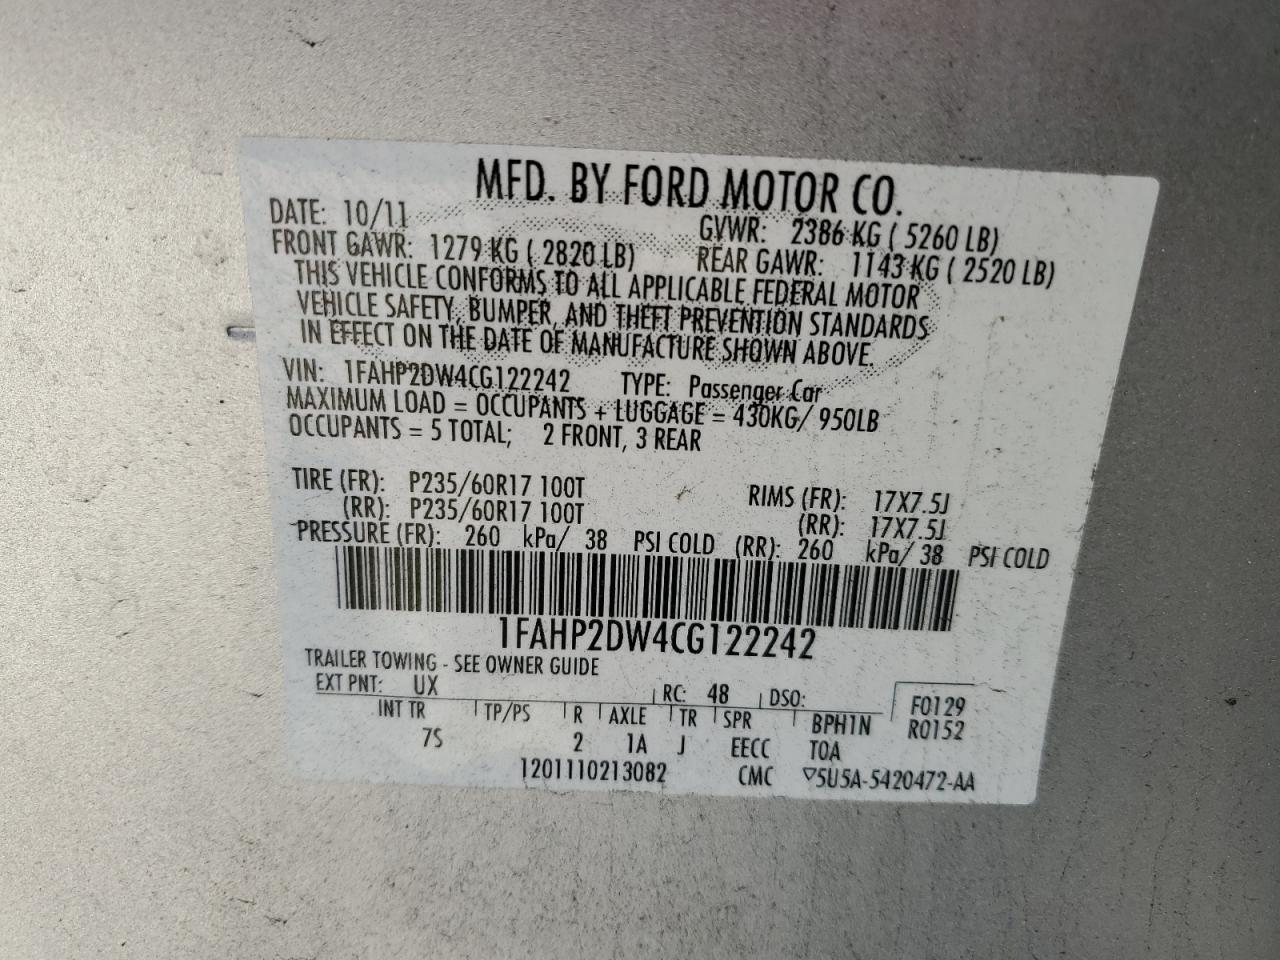 MFD. BY FORD MOTOR CO.
DATE: 10/11 GVWR: 2386 KG ( 5260 LB)
FRONT GAWR: 1279 KG ( 2820 LB) REAR GAWR: 1143 KG ( 2520 LB)
THIS VEHICLE CONFORMS TO ALL APPLICABLE FEDERAL MOTOR
VEHICLE SAFETY, BUMPER, AND THEFT PREVENTION STANDARDS
IN EFFECT ON THE DATE OF MANUFACTURE SHOWN ABOVE.
VIN: 1FAHP2DW4CG122242 TYPE: Passenger Car
MAXIMUM LOAD = OCCUPANTS + LUGGAGE = 430KG/ 950LB
OCCUPANTS = 5 TOTAL; 2 FRONT, 3 REAR
TIRE (FR): P235/60R17 100T RIMS (FR): 17X7.5J
(RR): P235/60R17 100T (RR): 17X7.5J
PRESSURE (FR): 260 kPa/ 38 PSI COLD (RR): 260 kPa/ 38 PSI COLD
1FAHP2DW4CG122242
TRAILER TOWING - SEE OWNER GUIDE
EXT PNT: UX RC: 48 DSO: F0129
INT TR TP/PS R AXLE TR SPR BPH1N R0152
7S 2 1A J EECC TOA
1201110213082 CMC ▽5U5A-5420472-AA